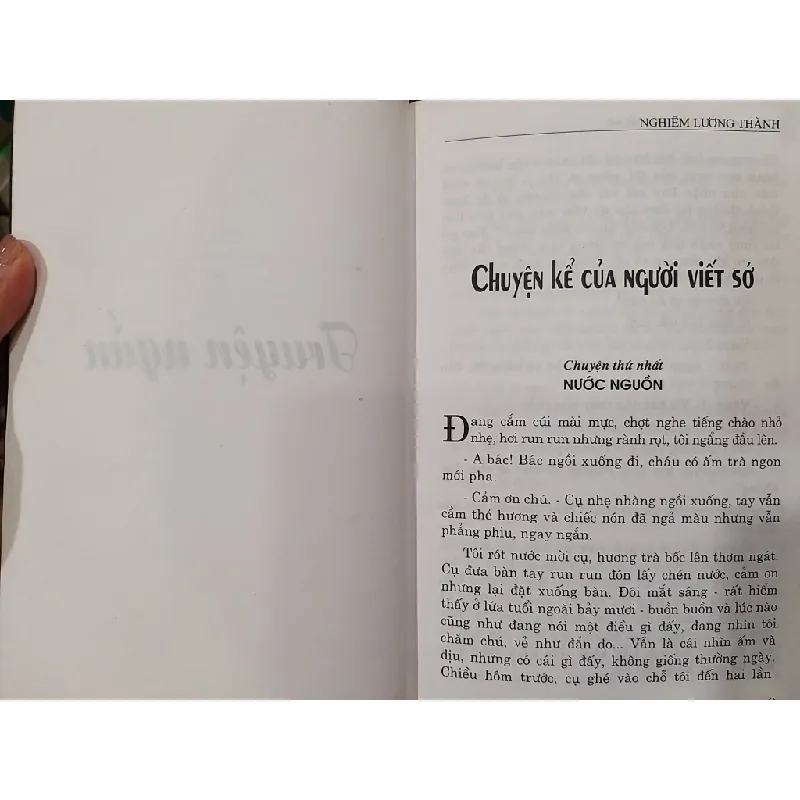 Truyện ngắn
NGHIÊM LƯƠNG THÀNH
CHUYỆN KỂ CỦA NGƯỜI VIẾT SỚ
Chuyện thứ nhất
NƯỚC NGUỒN
Đang cắm cúi mài mực, chợt nghe tiếng chào nhỏ
nhẹ, hơi run run nhưng rành rọt, tôi ngẩng đầu lên.
- A bác! Bác ngồi xuống đi, cháu có ấm trà ngon
mới pha.
- Cảm ơn chú. - Cụ nhẹ nhàng ngồi xuống, tay vẫn
cầm thẻ hương và chiếc nón đã ngả màu nhưng vẫn
phẳng phiu, ngay ngắn.
Tôi rót nước mời cụ, hương trà bốc lên thơm ngát.
Cụ đưa bàn tay run run đón lấy chén nước, cảm ơn
nhưng lại đặt xuống bàn. Đôi mắt sáng - rất hiếm
thấy ở lứa tuổi ngoài bảy mươi - buồn buồn và lúc nào
cũng như đang nói một điều gì đấy, đang nhìn tôi
chăm chú, vẻ như đắn đo... Vẫn là cái nhìn ấm và
dịu, nhưng có cái gì đấy, không giống thường ngày.
Chiều hôm trước, cụ ghé vào chỗ tôi đến hai lần